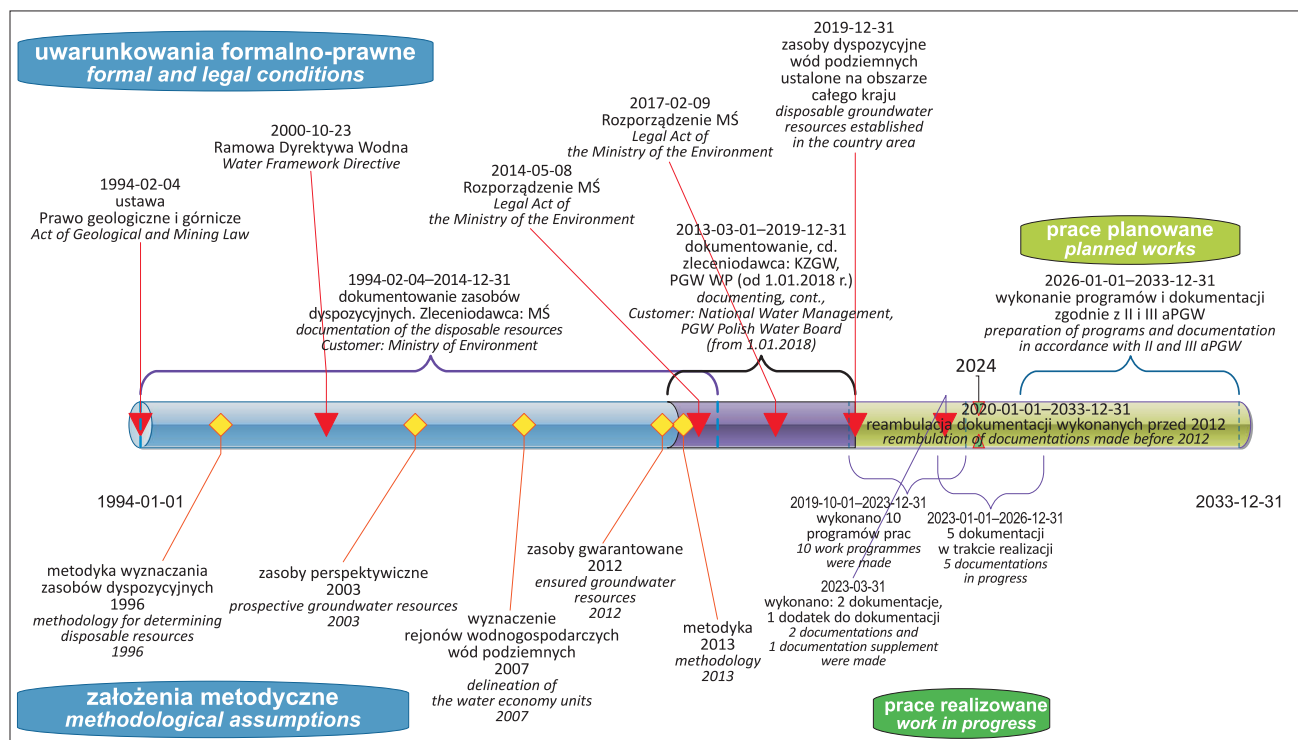 uwarunkowania formalno-prawne
formal and legal conditions
1994-02-04
ustawa
Prawo geologiczne i górnicze
Act of Geological and Mining Law
2000-10-23
Ramowa Dyrektywa Wodna
Water Framework Directive
2014-05-08
Rozporządzenie MŚ
Legal Act of
the Ministry of the Environment
2017-02-09
Rozporządzenie MŚ
Legal Act of
the Ministry of the Environment
2019-12-31
zasoby dyspozycyjne
wód podziemnych
ustalone na obszarze
całego kraju
disposable groundwater
resources established
in the country area
1994-02-04–2014-12-31
dokumentowanie zasobów
dyspozycyjnych. Zleceniodawca: MŚ
documentation of the disposable resources
Customer: Ministry of Environment
2013-03-01–2019-12-31
dokumentowanie, cd.
zleceniodawca: KZGW,
PGW WP (od 1.01.2018 r.)
documenting, cont.,
Customer: National Water Management,
PGW Polish Water Board
(from 1.01.2018)
prace planowane
planned works
2026-01-01–2033-12-31
wykonanie programów i dokumentacji
zgodnie z II i III aPGW
preparation of programs and documentation
in accordance with II and III aPGW
2024
2020-01-01–2033-12-31
reambulacja dokumentacji wykonanych przed 2012
reambulation of documentations made before 2012
1994-01-01
2033-12-31
metodyka wyznaczania
zasobów dyspozycyjnych
1996
methodology for determining
disposable resources
1996
zasoby perspektywiczne
2003
prospective groundwater resources
2003
wyznaczenie
rejonów wodnogospodarczych
wód podziemnych
2007
delineation of
the water economy units
2007
zasoby gwarantowane
2012
ensured groundwater
resources
2012
metodyka
2013
methodology
2013
2019-10-01–2023-12-31
wykonano 10
programów prac
10 work programmes
were made
2023-03-31
wykonano: 2 dokumentacje,
1 dodatek do dokumentacji
2 documentations and
1 documentation supplement
were made
2023-01-01–2026-12-31
5 dokumentacji
w trakcie realizacji
5 documentations
in progress
założenia metodyczne
methodological assumptions
prace realizowane
work in progress